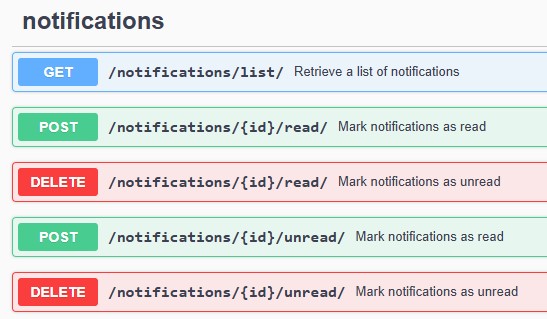 notifications
GET /notifications/list/ Retrieve a list of notifications
POST /notifications/{id}/read/ Mark notifications as read
DELETE /notifications/{id}/read/ Mark notifications as unread
POST /notifications/{id}/unread/ Mark notifications as read
DELETE /notifications/{id}/unread/ Mark notifications as unread